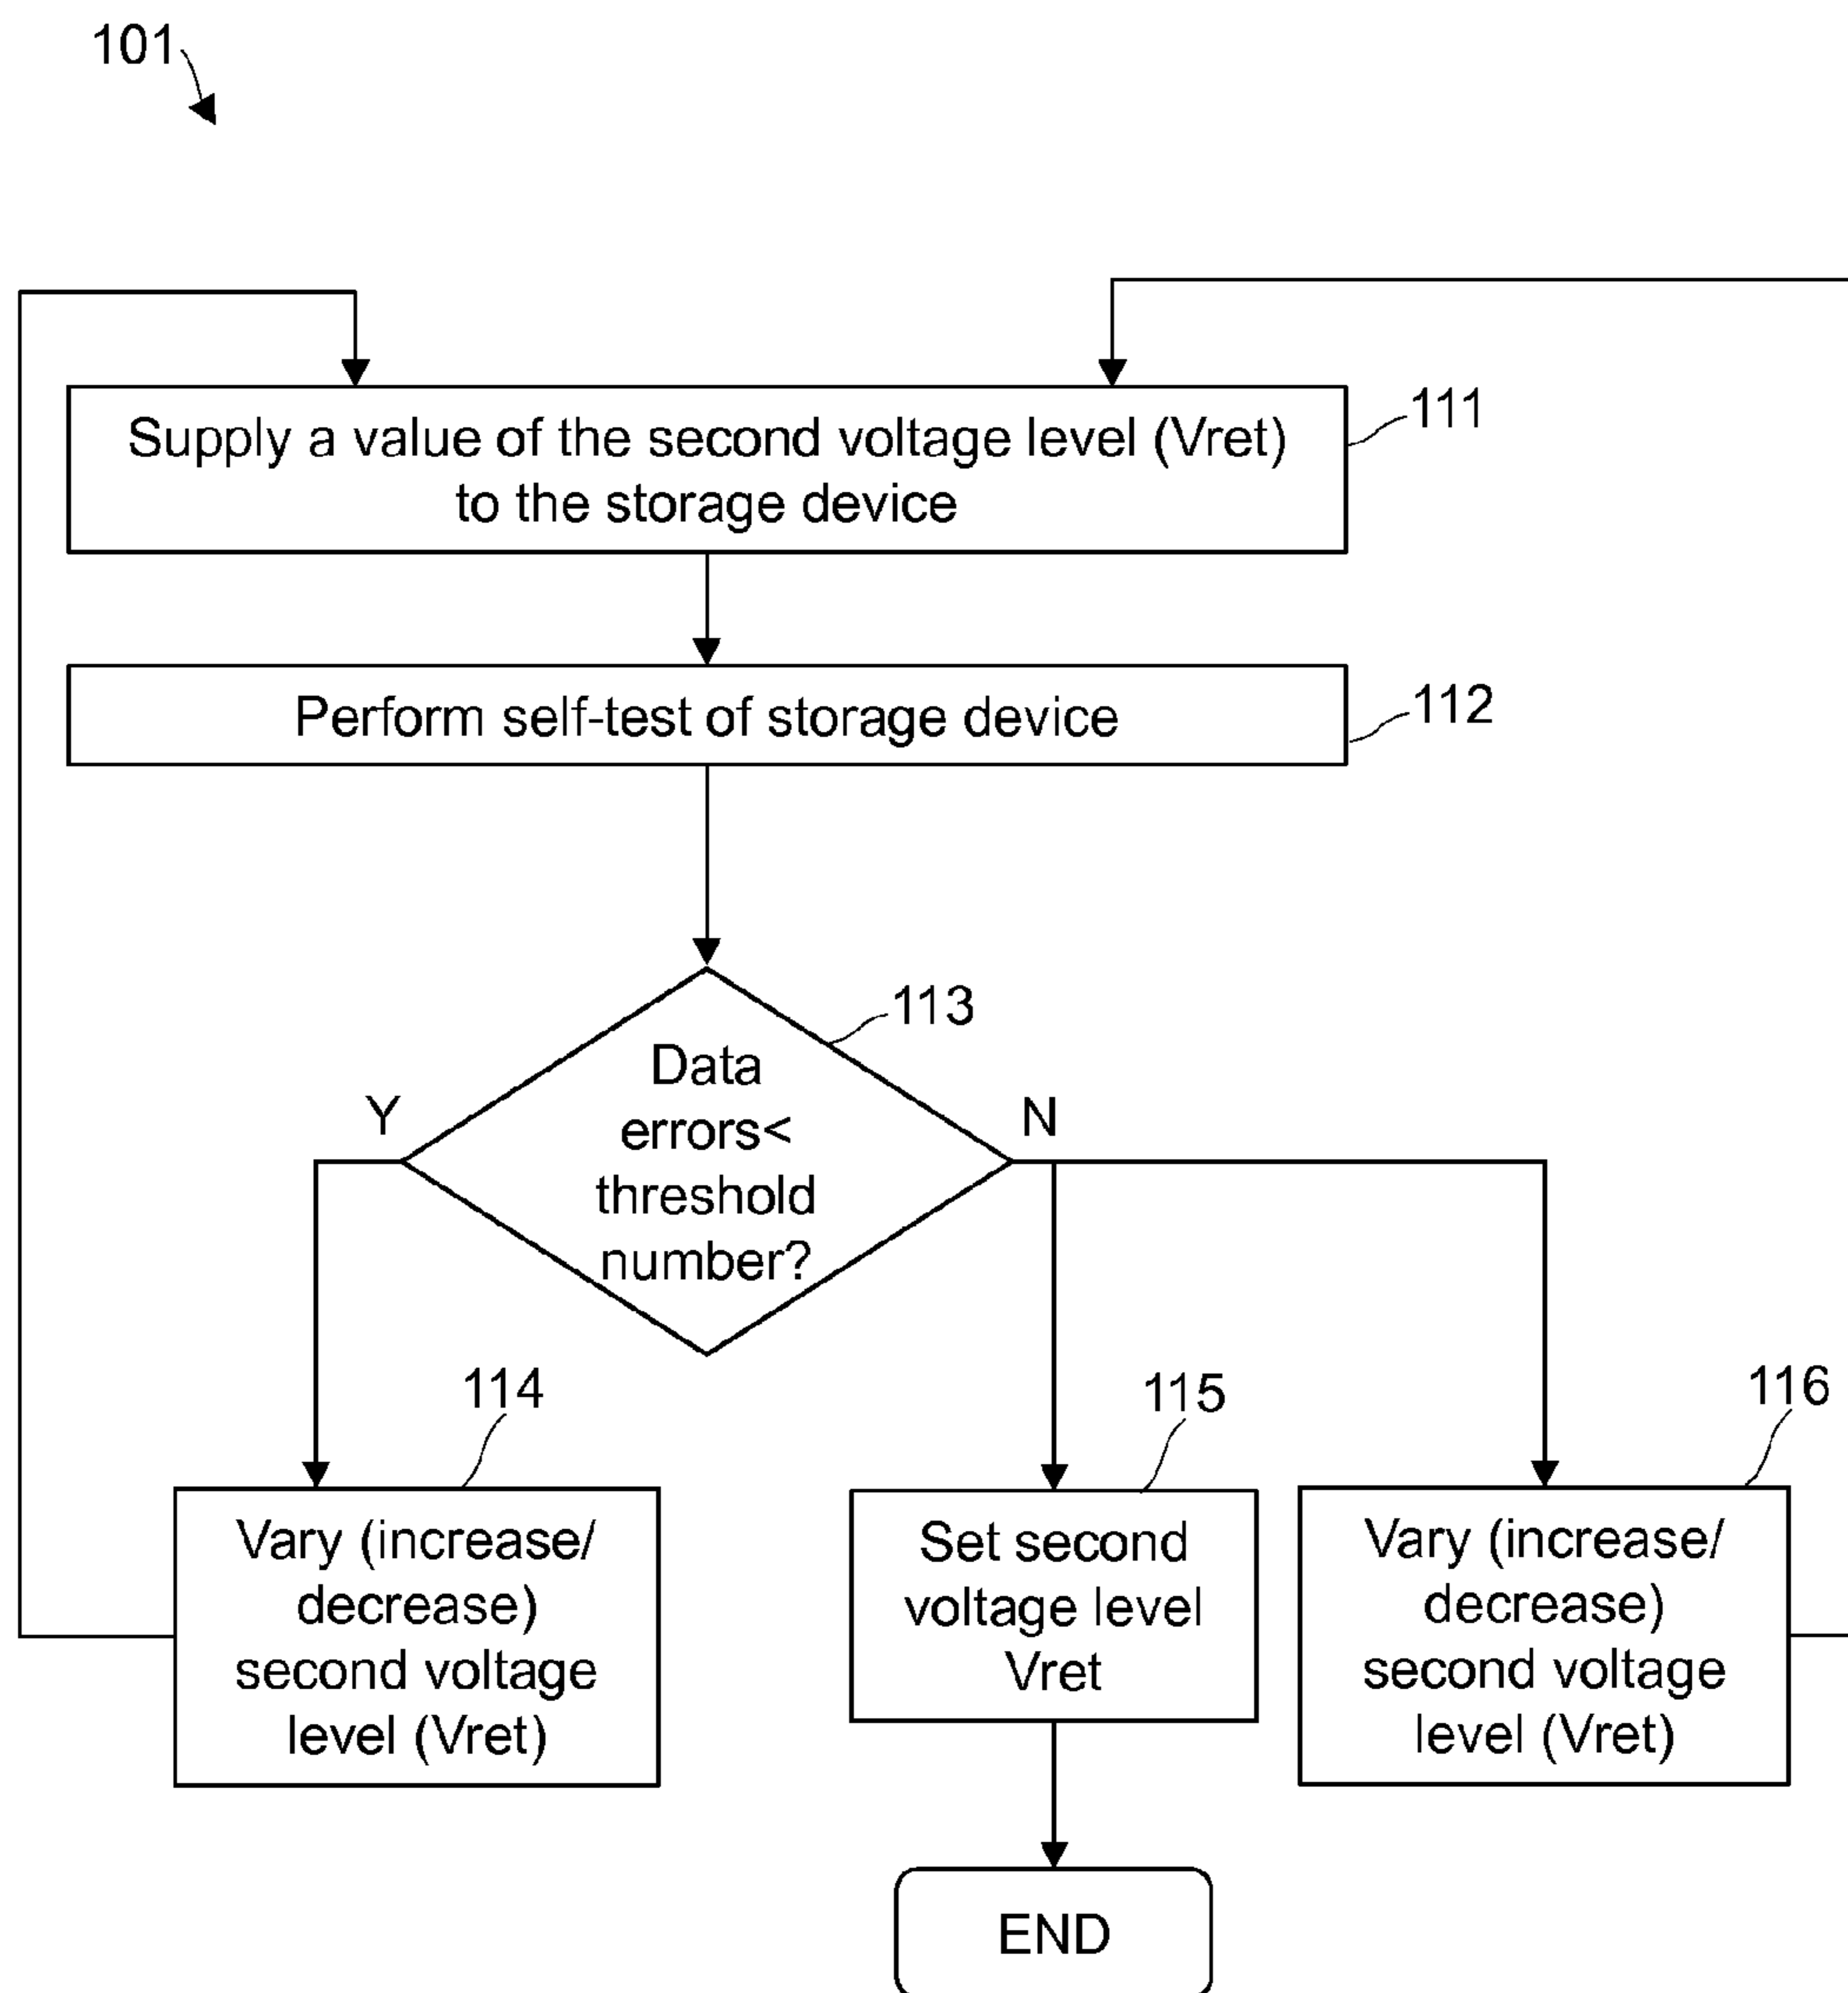 101
Supply a value of the second voltage level (Vret)
to the storage device
111
Perform self-test of storage device
112
113
Data
errors<
threshold
number?
Y
N
114
Vary (increase/
decrease)
second voltage
level (Vret)
115
Set second
voltage level
Vret
116
Vary (increase/
decrease)
second voltage
level (Vret)
END